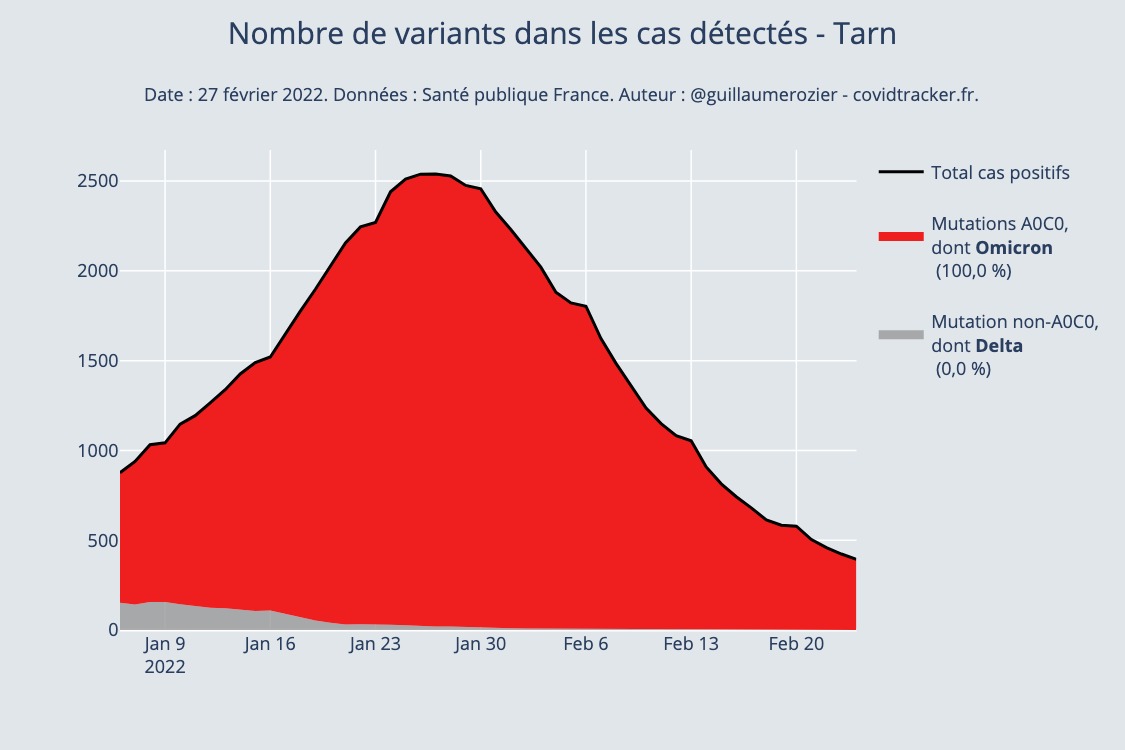 Nombre de variants dans les cas détectés - Tarn
Date : 27 février 2022. Données : Santé publique France. Auteur : @guillaumerozier - covidtracker.fr.
2500
2000
1500
1000
500
0
Jan 9
2022
Jan 16
Jan 23
Jan 30
Feb 6
Feb 13
Feb 20
Total cas positifs
Mutations A0C0,
dont Omicron
(100,0 %)
Mutation non-A0C0,
dont Delta
(0,0 %)